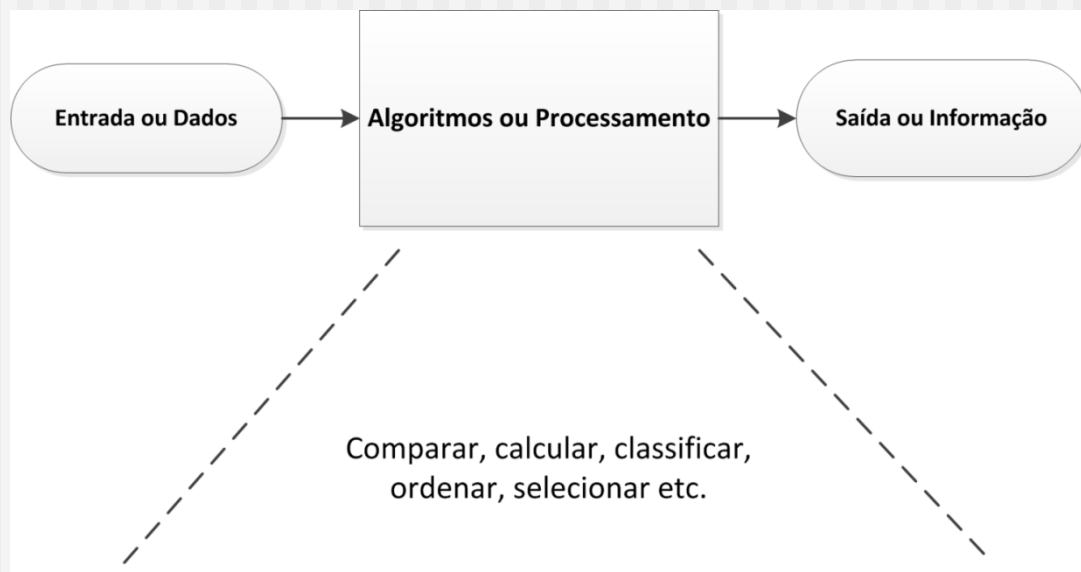 Entrada ou Dados
Algoritmos ou Processamento
Saída ou Informação
Comparar, calcular, classificar,
ordenar, selecionar etc.